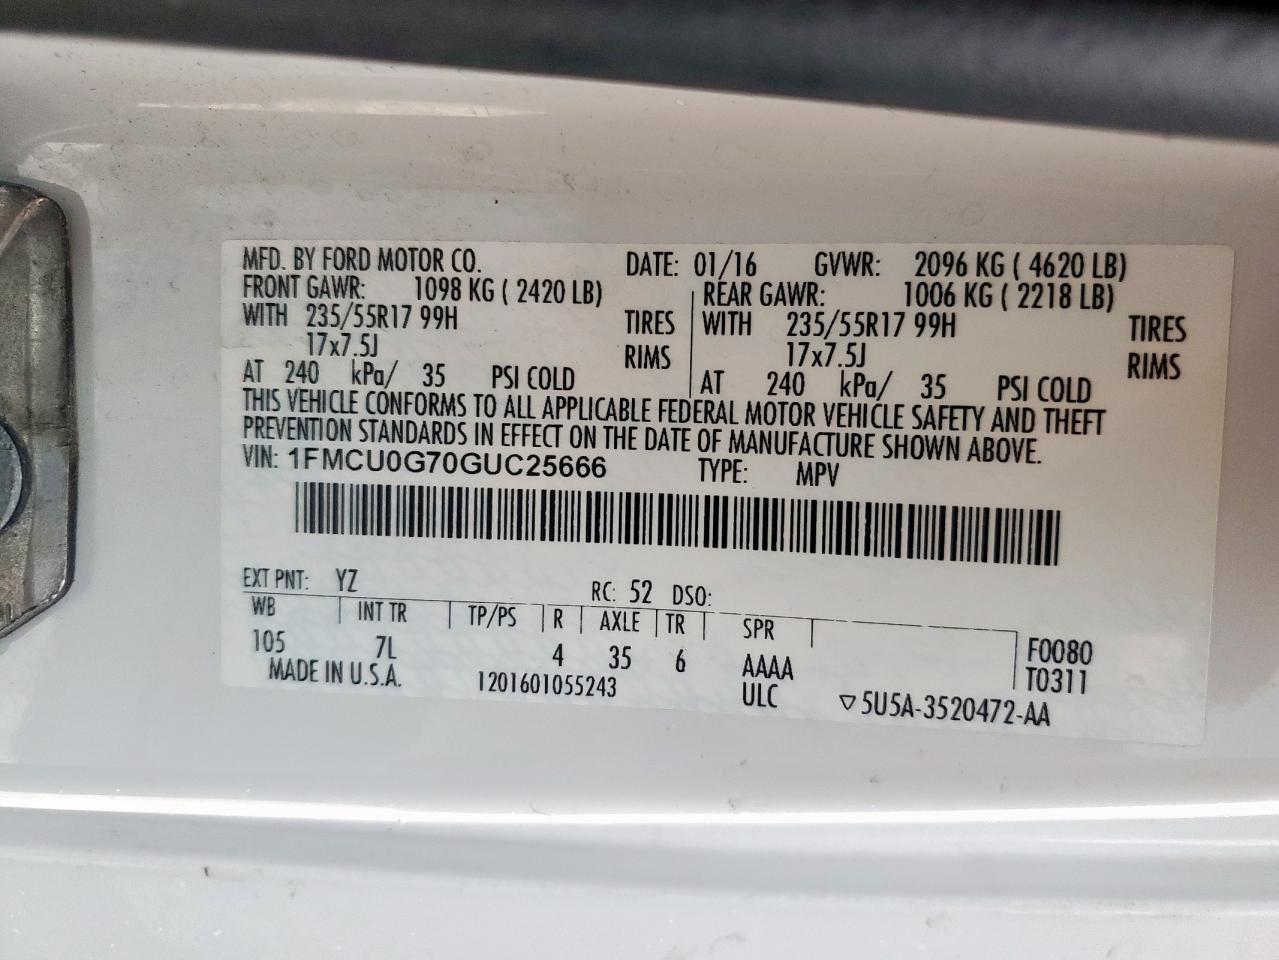 MFD. BY FORD MOTOR CO. DATE: 01/16 GVWR: 2096 KG ( 4620 LB)
FRONT GAWR: 1098 KG ( 2420 LB) REAR GAWR: 1006 KG ( 2218 LB)
WITH 235/55R17 99H TIRES WITH 235/55R17 99H TIRES
17x7.5J RIMS 17x7.5J RIMS
AT 240 kPa/ 35 PSI COLD AT 240 kPa/ 35 PSI COLD
THIS VEHICLE CONFORMS TO ALL APPLICABLE FEDERAL MOTOR VEHICLE SAFETY AND THEFT
PREVENTION STANDARDS IN EFFECT ON THE DATE OF MANUFACTURE SHOWN ABOVE.
VIN: 1FMCU0G70GUC25666 TYPE: MPV
EXT PNT: YZ RC: 52 DSO:
WB INT TR TP/PS R AXLE TR SPR F0080
105 7L 4 35 6 AAAA T0311
MADE IN U.S.A. 1201601055243 ULC ▽5U5A-3520472-AA